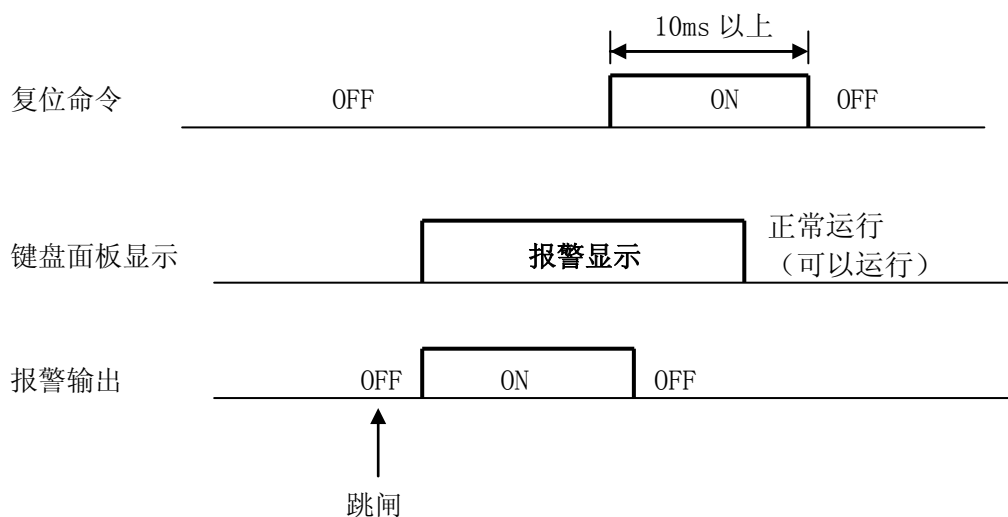 10ms 以上
复位命令 OFF ON OFF
正常运行
键盘面板显示 报警显示
（可以运行）
报警输出 OFF ON OFF
跳闸